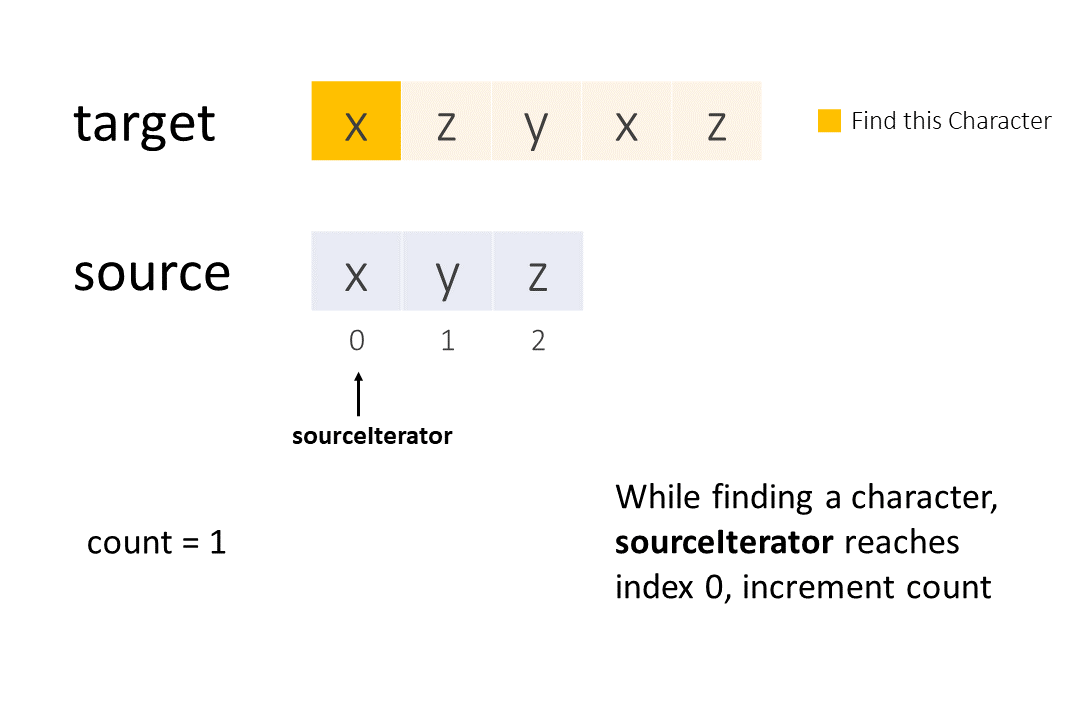 target x z y x z Find this Character
source x y z
0 1 2
sourceIterator
While finding a character,
count = 1 sourceIterator reaches
index 0, increment count